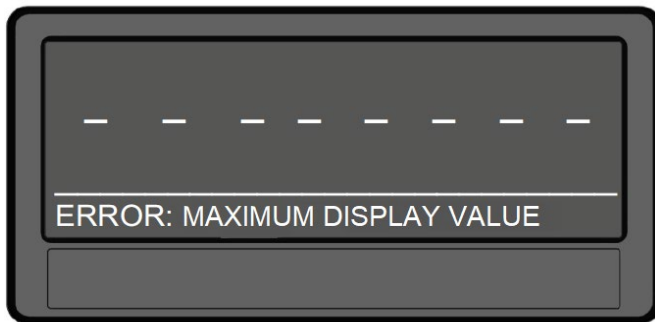 - - - - - - - -
ERROR: MAXIMUM DISPLAY VALUE